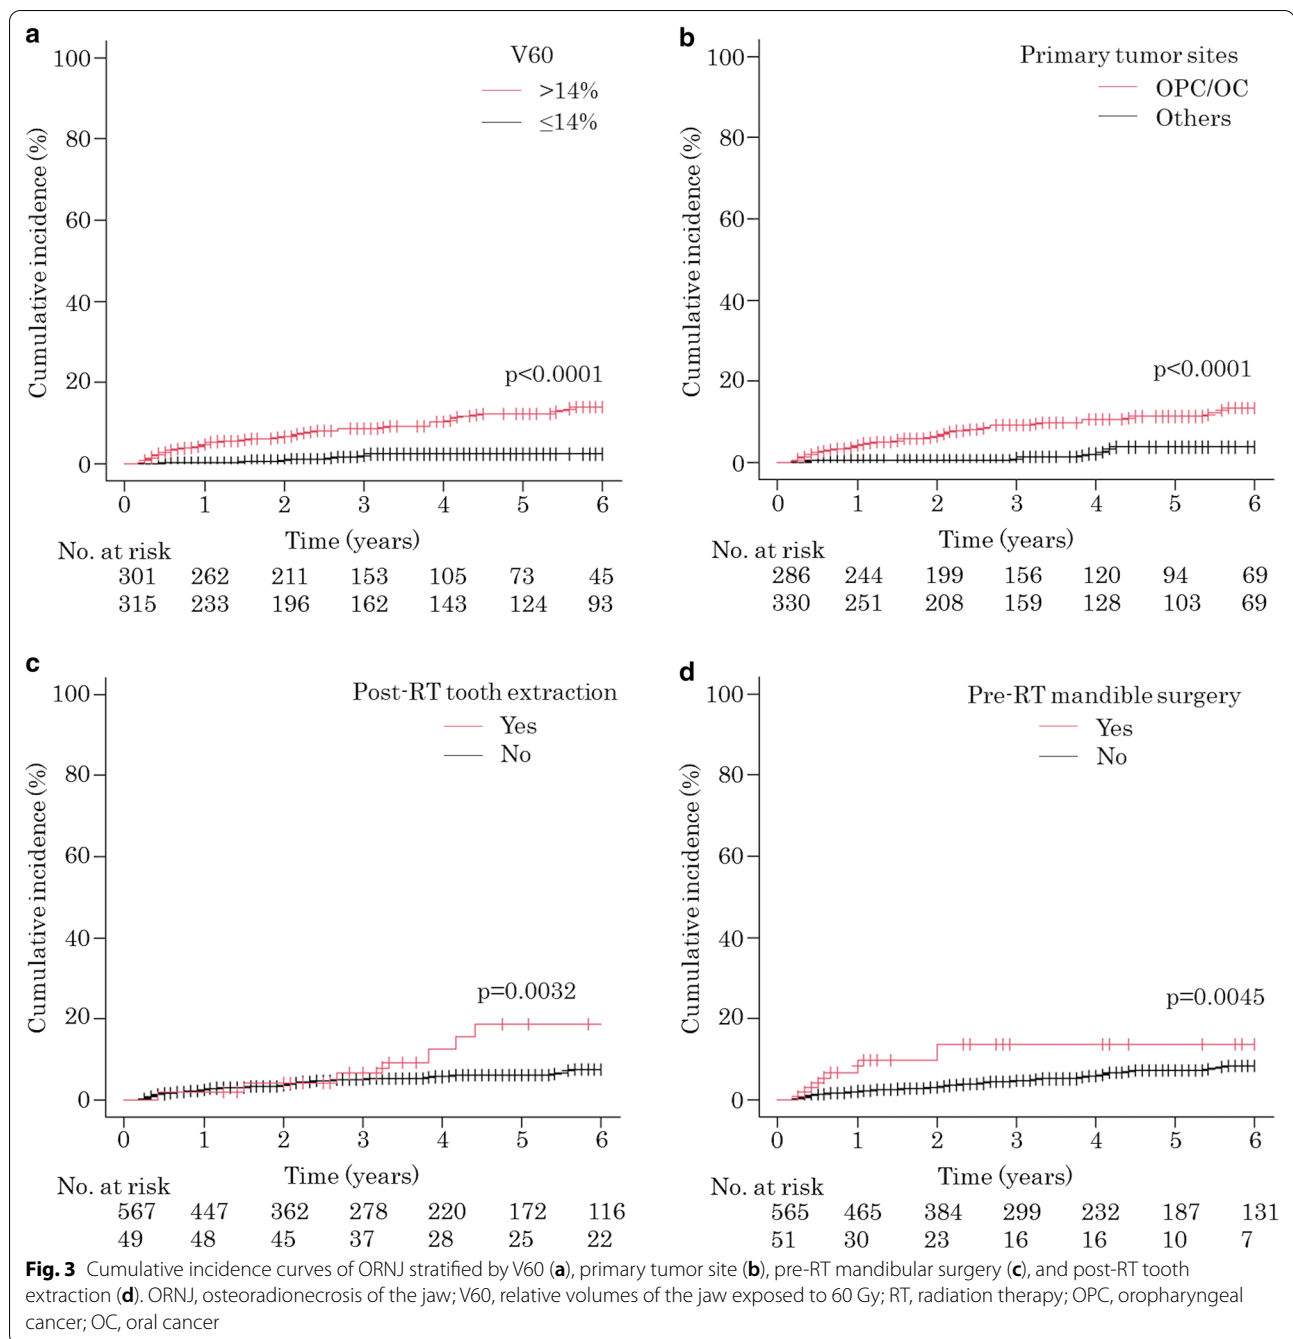 a
V60
>14%
≤14%
Cumulative incidence (%)
100
80
60
40
20
0
p<0.0001
0 1 2 3 4 5 6
Time (years)
No. at risk
301 262 211 153 105 73 45
315 233 196 162 143 124 93
b
Primary tumor sites
OPC/OC
Others
Cumulative incidence (%)
100
80
60
40
20
0
p<0.0001
0 1 2 3 4 5 6
Time (years)
No. at risk
286 244 199 156 120 94 69
330 251 208 159 128 103 69
c
Post-RT tooth extraction
Yes
No
Cumulative incidence (%)
100
80
60
40
20
0
p=0.0032
0 1 2 3 4 5 6
Time (years)
No. at risk
567 447 362 278 220 172 116
49 48 45 37 28 25 22
d
Pre-RT mandible surgery
Yes
No
Cumulative incidence (%)
100
80
60
40
20
0
p=0.0045
0 1 2 3 4 5 6
Time (years)
No. at risk
565 465 384 299 232 187 131
51 30 23 16 16 10 7
Fig. 3 Cumulative incidence curves of ORNJ stratified by V60 (a), primary tumor site (b), pre-RT mandibular surgery (c), and post-RT tooth
extraction (d). ORNJ, osteoradionecrosis of the jaw; V60, relative volumes of the jaw exposed to 60 Gy; RT, radiation therapy; OPC, oropharyngeal
cancer; OC, oral cancer